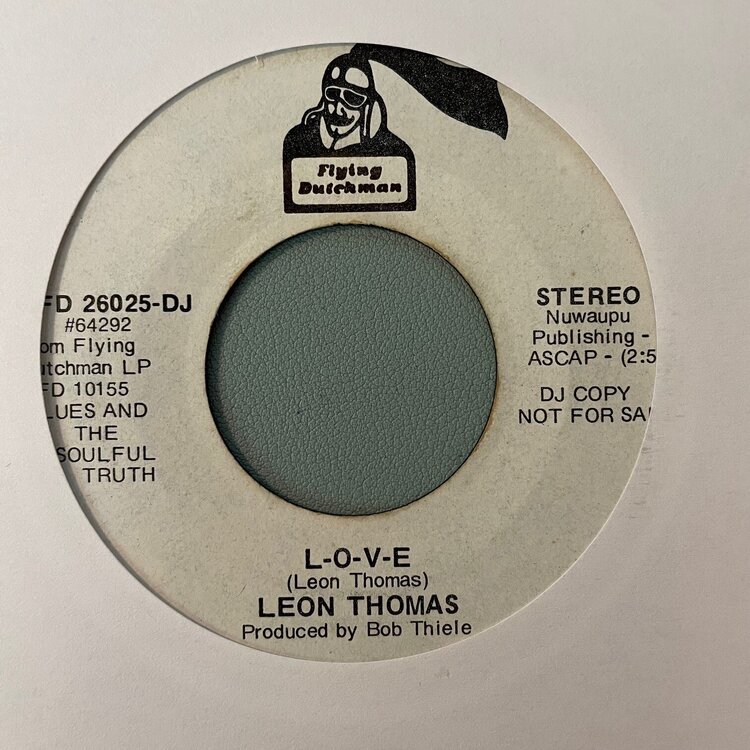 Flying
Dutchman
FD 26025-DJ
#64292
om Flying
utchman LP
FD 10155
LUES AND
THE
SOULFUL
TRUTH
STEREO
Nuwaupu
Publishing -
ASCAP - (2:5
DJ COPY
NOT FOR SA
L-O-V-E
(Leon Thomas)
LEON THOMAS
Produced by Bob Thiele